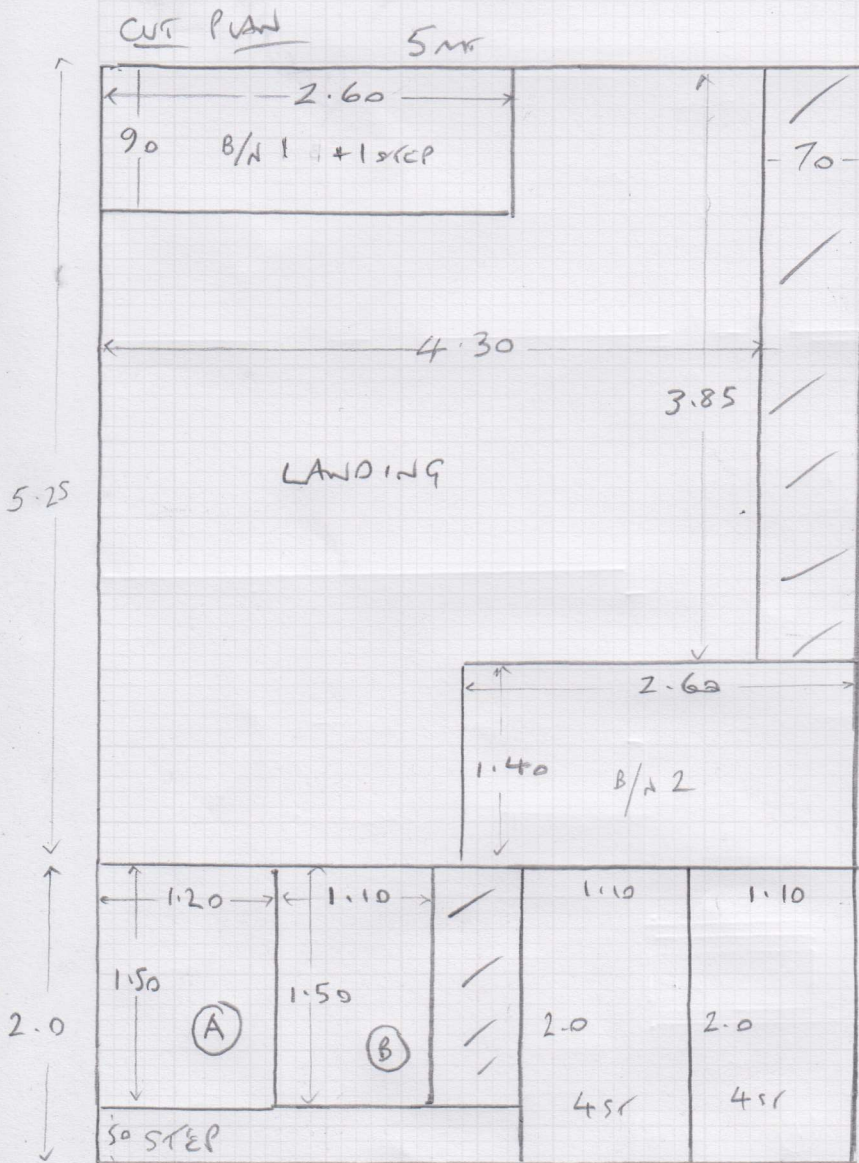 CUT PLAN
5MT
2.60
90
B/N 1 +1 STEP
70
4.30
3.85
LANDING
5.25
2.60
1.40
B/N 2
1.20
1.10
1.10
1.10
1.50
1.50
2.0
2.0
2.0
A
B
4ST
4ST
50 STEP